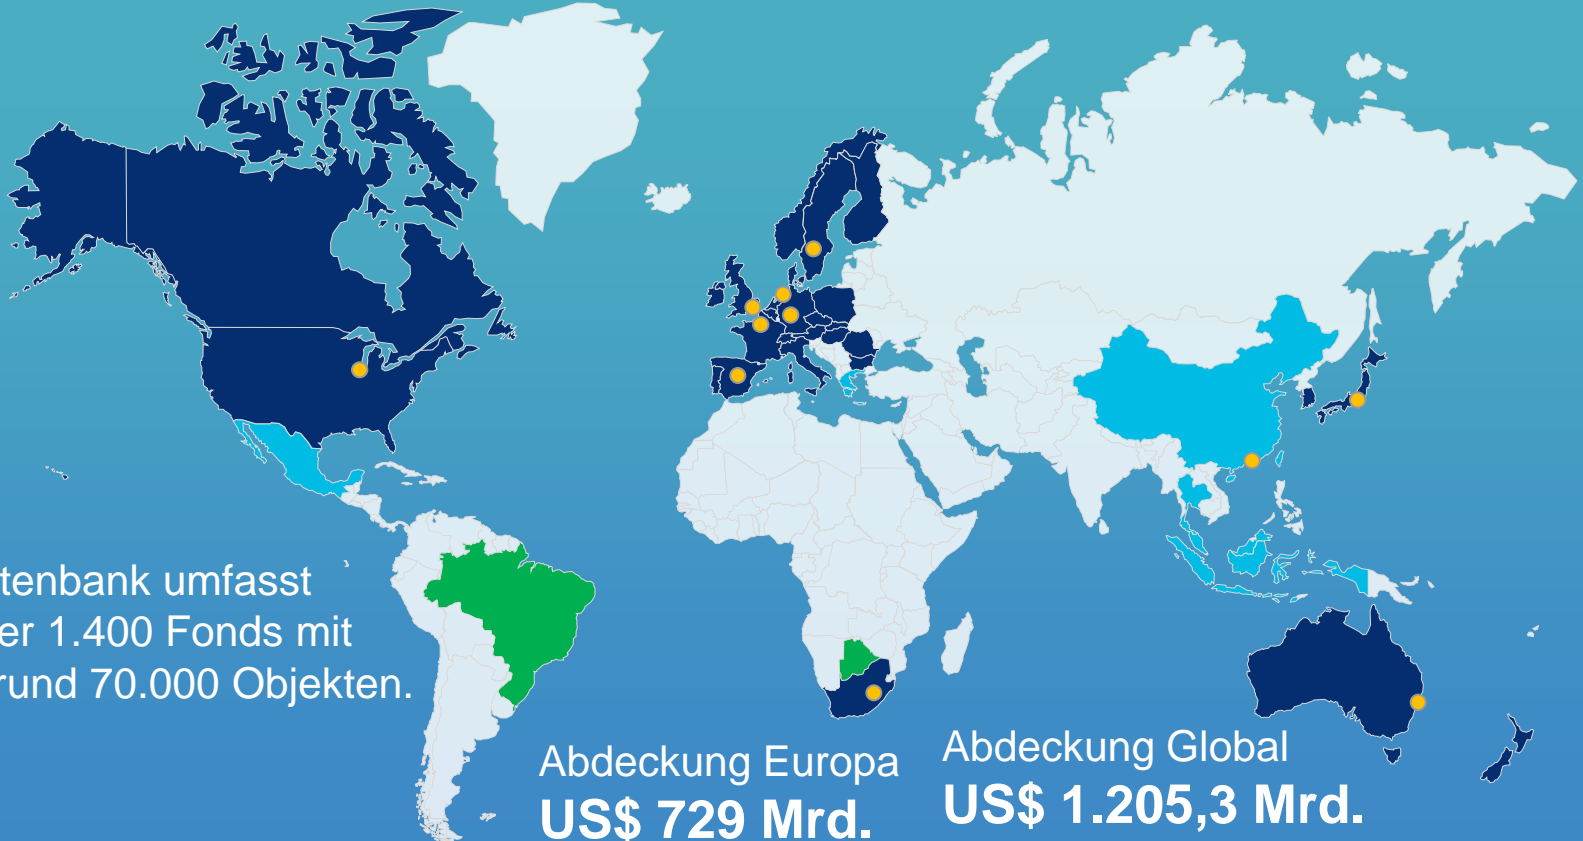 tenbank umfasst
er 1.400 Fonds mit
rund 70.000 Objekten.
Abdeckung Europa
US$ 729 Mrd.
Abdeckung Global
US$ 1.205,3 Mrd.